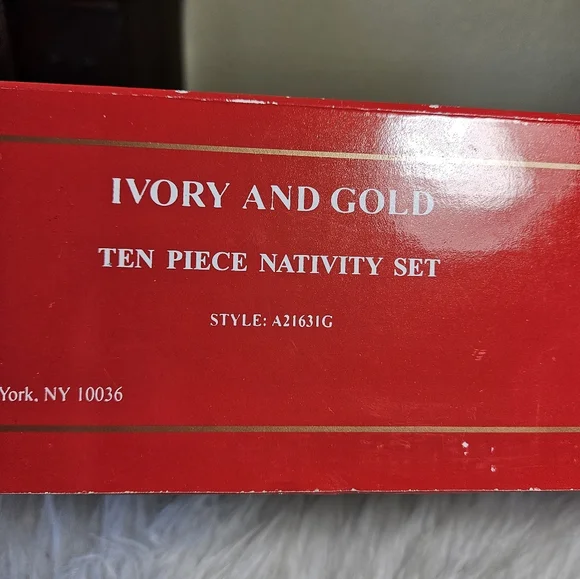 IVORY AND GOLD
TEN PIECE NATIVITY SET
STYLE: A21631G
York, NY 10036